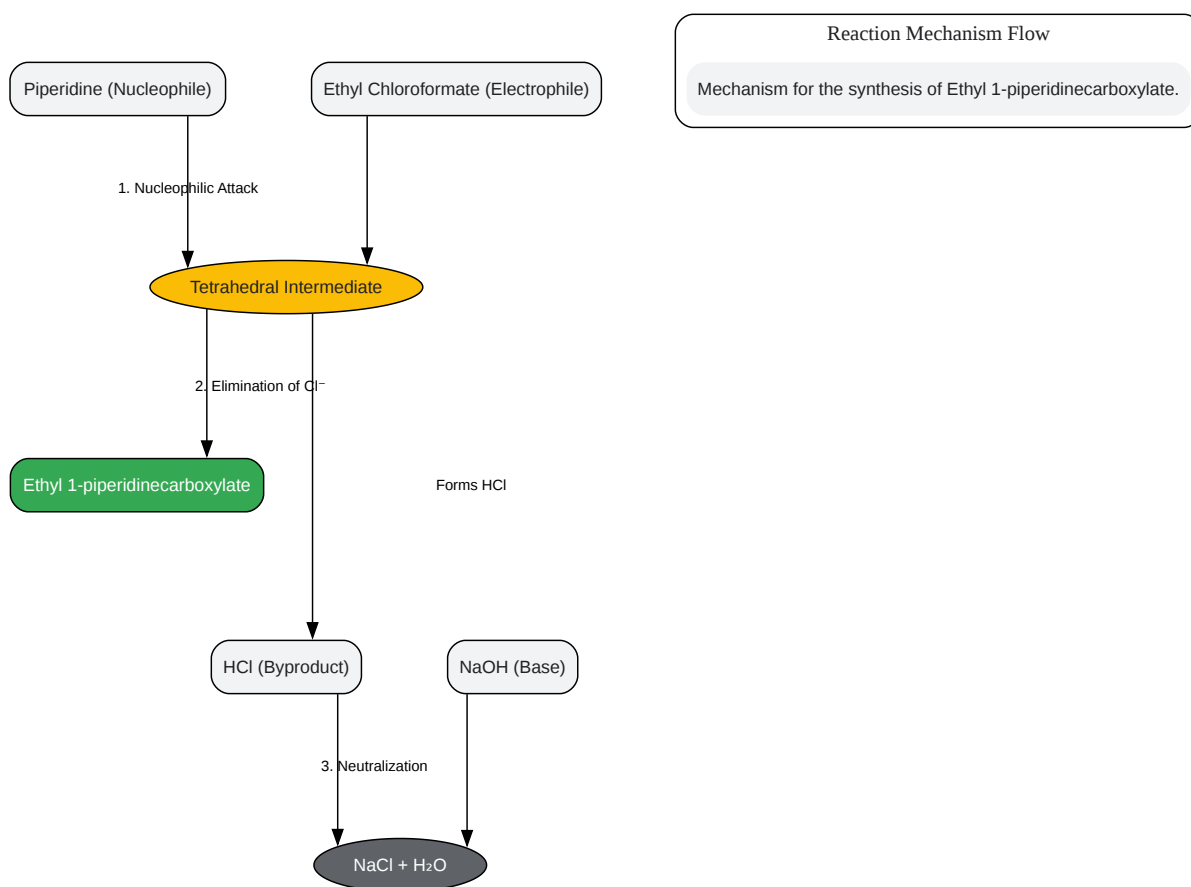 Reaction Mechanism Flow
Mechanism for the synthesis of Ethyl 1-piperidinecarboxylate.
Piperidine (Nucleophile)
Ethyl Chloroformate (Electrophile)
1. Nucleophilic Attack
Tetrahedral Intermediate
2. Elimination of Cl⁻
Ethyl 1-piperidinecarboxylate
Forms HCl
HCl (Byproduct)
NaOH (Base)
3. Neutralization
NaCl + H₂O